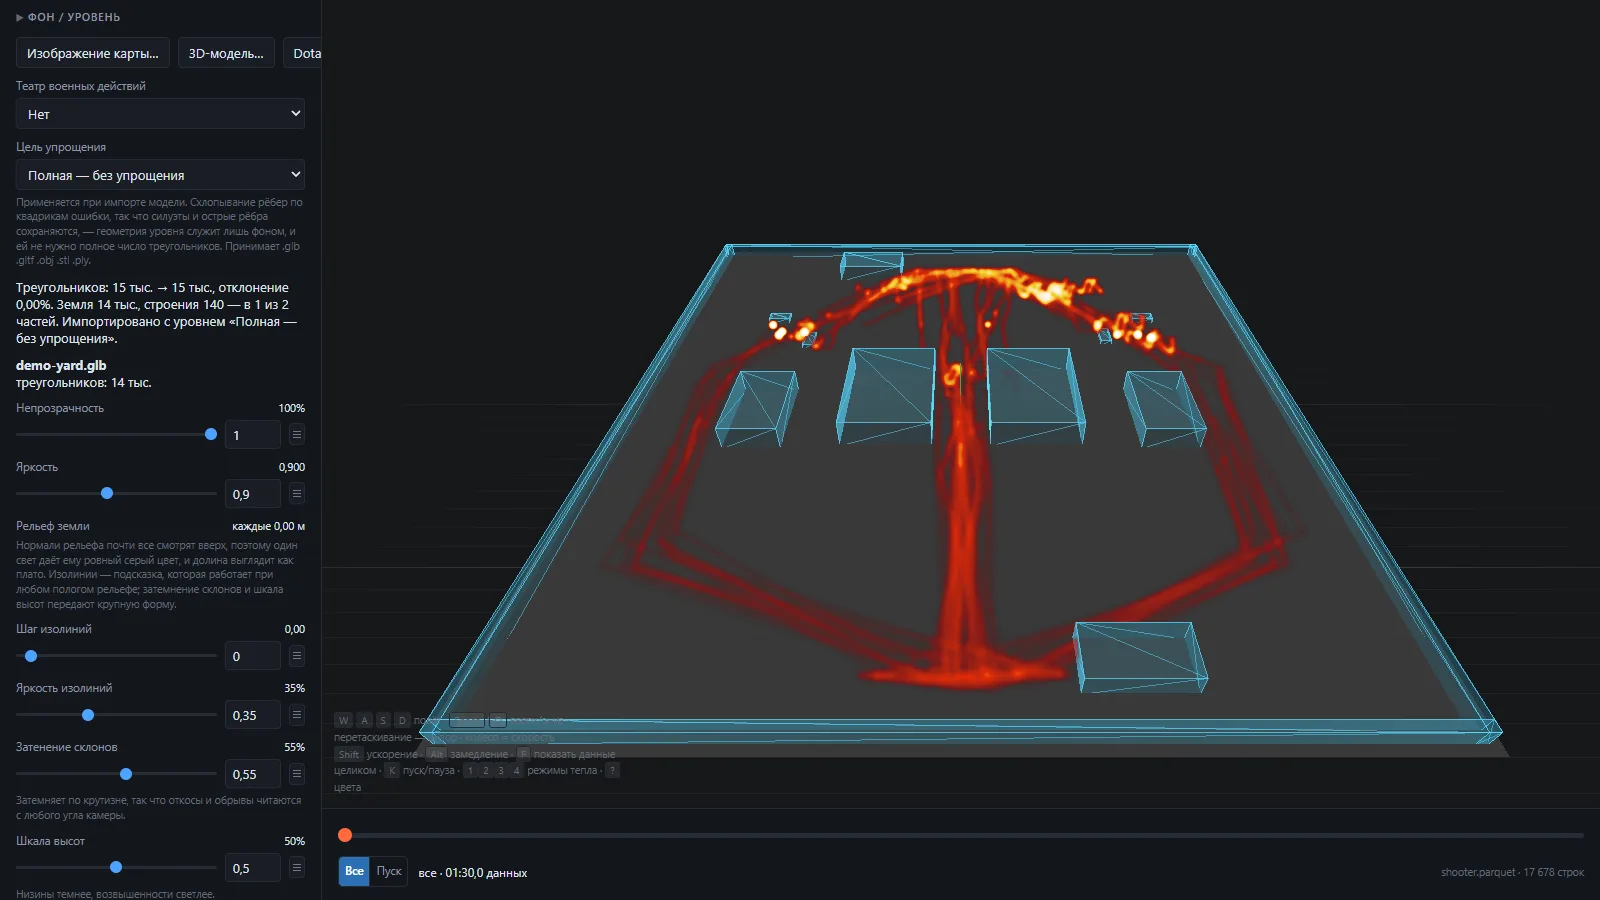 ▶ ФОН / УРОВЕНЬ
Изображение карты...
3D-модель...
Dota
Театр военных действий
Нет
Цель упрощения
Полная — без упрощения
Применяется при импорте модели. Схлопывание рёбер по
квадрикам ошибки, так что силуэты и острые рёбра
сохраняются, — геометрия уровня служит лишь фоном, и
ей не нужно полное число треугольников. Принимает .glb
.gltf .obj .stl .ply.
Треугольников: 15 тыс. → 15 тыс., отклонение
0,00%. Земля 14 тыс., строения 140 — в 1 из 2
частей. Импортировано с уровнем «Полная —
без упрощения».
demo-yard.glb
треугольников: 14 тыс.
Непрозрачность 100%
1
Яркость 0,900
0,9
Рельеф земли каждые 0,00 м
Нормали рельефа почти все смотрят вверх, поэтому один
свет даёт ему ровный серый цвет, и долина выглядит как
плато. Изолинии — подсказка, которая работает при
любом пологом рельефе; затемнение склонов и шкала
высот передают крупную форму.
Шаг изолиний 0,00
0
Яркость изолиний 35%
0,35
Затенение склонов 55%
0,55
Затемняет по крутизне, так что откосы и обрывы читаются
с любого угла камеры.
Шкала высот 50%
0,5
Низины темнее, возвышенности светлее.
W A S D
перетаскивание — скорость
Shift ускорение · Alt замедление · F показать данные
целиком · K пуск/пауза · 1 2 3 4 режимы тепла · ?
цвета
Все Пуск все · 01:30,0 данных
shooter.parquet · 17 678 строк